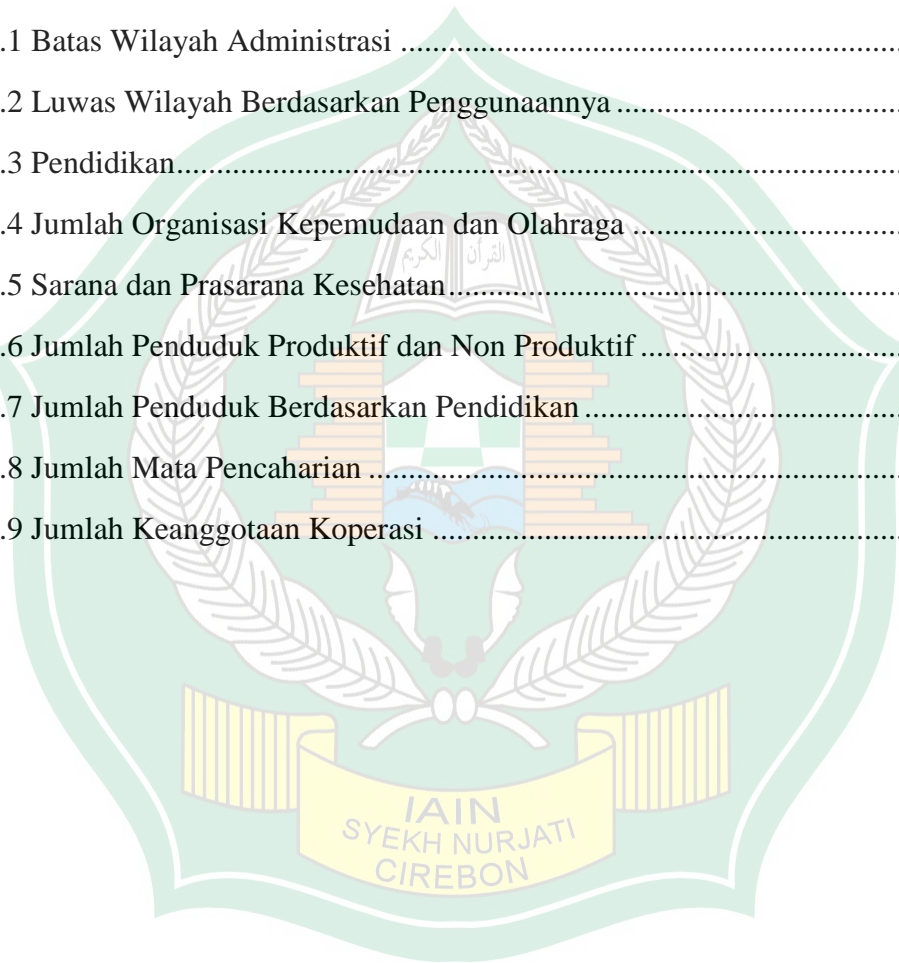 .1 Batas Wilayah Administrasi ................................................................
.2 Luwas Wilayah Berdasarkan Penggunaannya ....................................
.3 Pendidikan.............................................................................................
.4 Jumlah Organisasi Kepemudaan dan Olahraga ..................................
.5 Sarana dan Prasarana Kesehatan..........................................................
.6 Jumlah Penduduk Produktif dan Non Produktif .................................
.7 Jumlah Penduduk Berdasarkan Pendidikan ........................................
.8 Jumlah Mata Pencaharian ....................................................................
.9 Jumlah Keanggotaan Koperasi ............................................................
القرأن الكريم
IAIN
SYEKH NURJATI
CIREBON